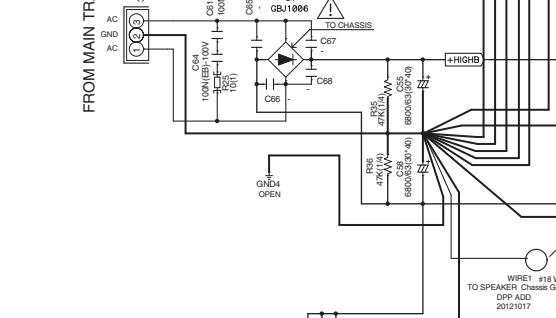 FROM MAIN TR
AC
GND
AC
3
2
1
C61
C65
GBJ1006
TO CHASSIS
C67
C68
C66
C64
100N(EB)-100V
R25
10(1)
+HIGHB
R35
47K(1/4)
C55
6800/63(30*40)
R36
47K(1/4)
C58
6800/63(30*40)
GND4
OPEN
WIRE1 #18
TO SPEAKER Chassis G
DPP ADD
20121017